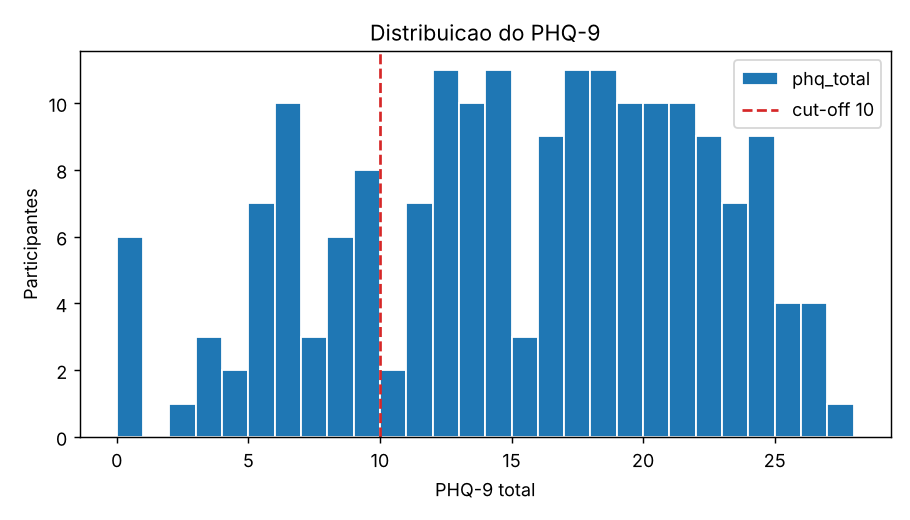 Distribuicao do PHQ-9
phq_total
cut-off 10
Participantes
10
8
6
4
2
0
0 5 10 15 20 25
PHQ-9 total